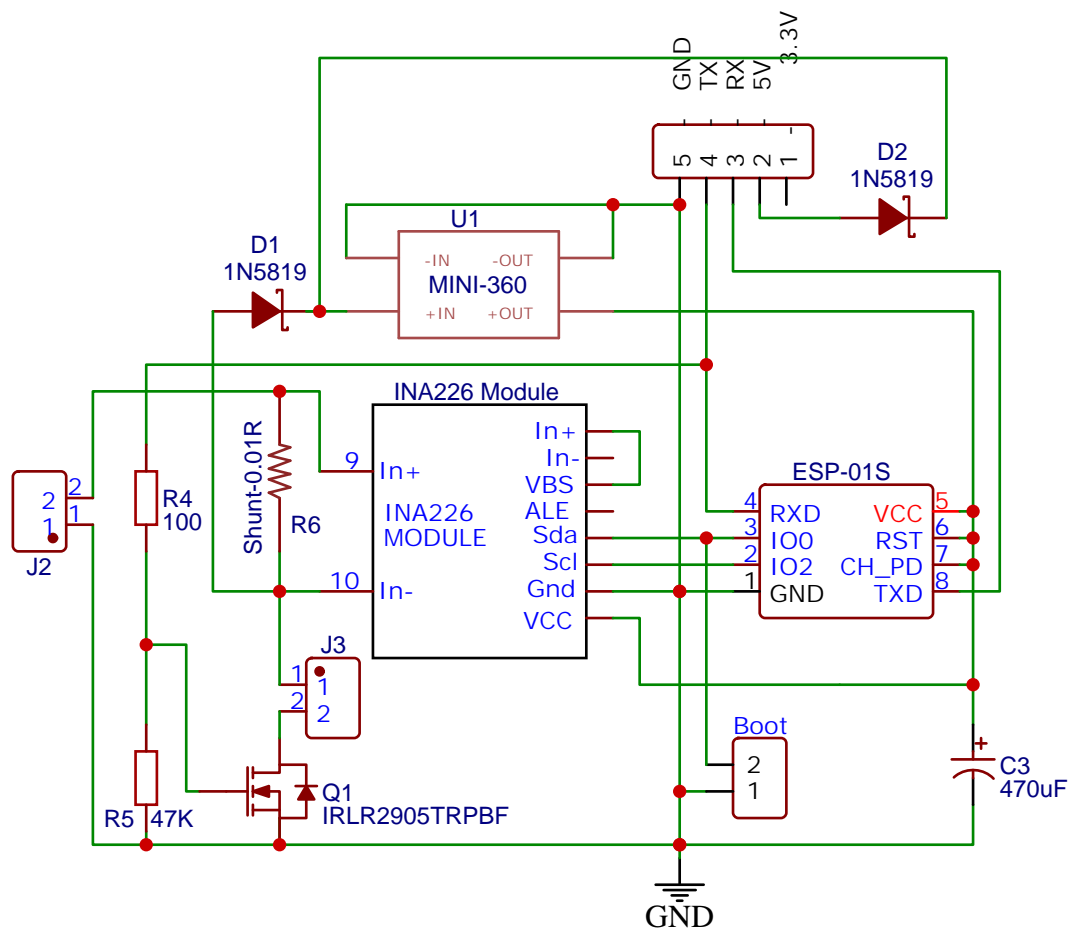 GND
TX
RX
5V
3.3V
-
5
4
3
2
1
D2
1N5819
U1
-IN
-OUT
MINI-360
+IN
+OUT
D1
1N5819
INA226 Module
In+
In-
VBS
ALE
Sda
Scl
Gnd
VCC
9
In+
INA226
MODULE
10
In-
Shunt-0.01R
R6
2
2
1
1
J2
R4
100
ESP-01S
4
RXD
VCC
5
3
IO0
RST
6
2
IO2
CH_PD
7
1
GND
TXD
8
J3
1
1
2
2
Boot
2
1
Q1
IRLR2905TRPBF
R5
47K
+
C3
470uF
GND